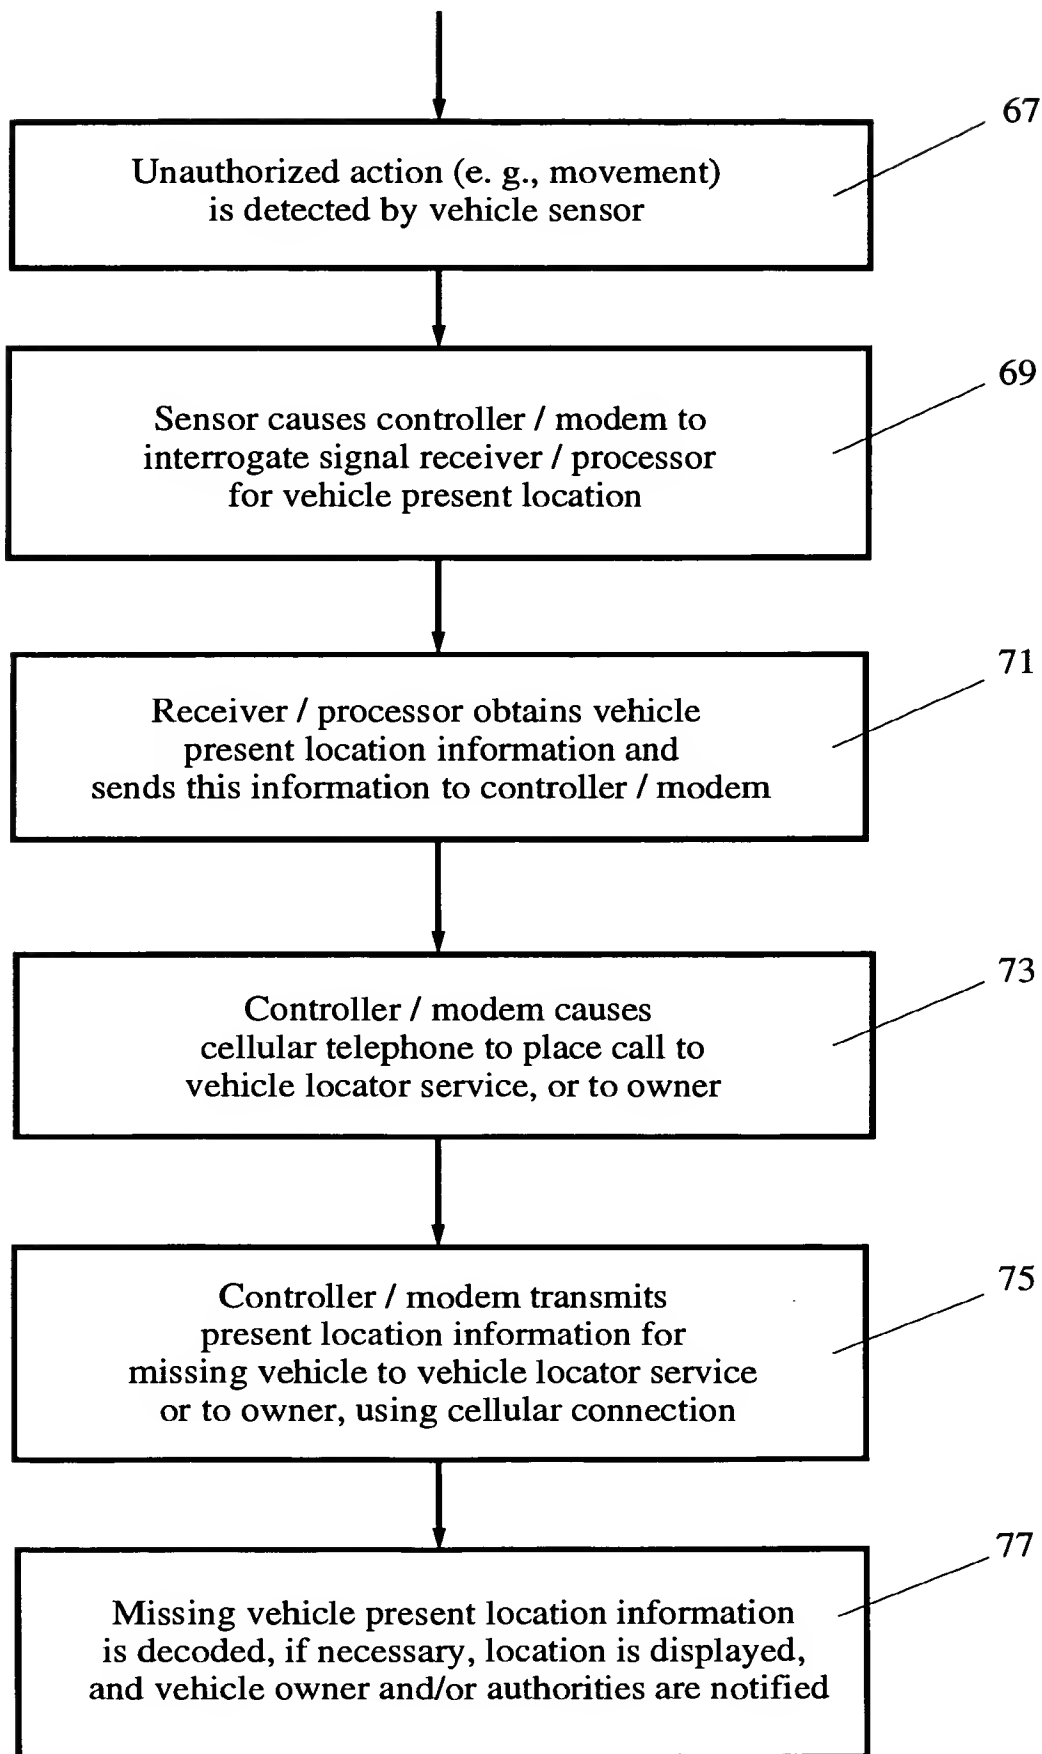 67
Unauthorized action (e. g., movement)
is detected by vehicle sensor
69
Sensor causes controller / modem to
interrogate signal receiver / processor
for vehicle present location
71
Receiver / processor obtains vehicle
present location information and
sends this information to controller / modem
73
Controller / modem causes
cellular telephone to place call to
vehicle locator service, or to owner
75
Controller / modem transmits
present location information for
missing vehicle to vehicle locator service
or to owner, using cellular connection
77
Missing vehicle present location information
is decoded, if necessary, location is displayed,
and vehicle owner and/or authorities are notified